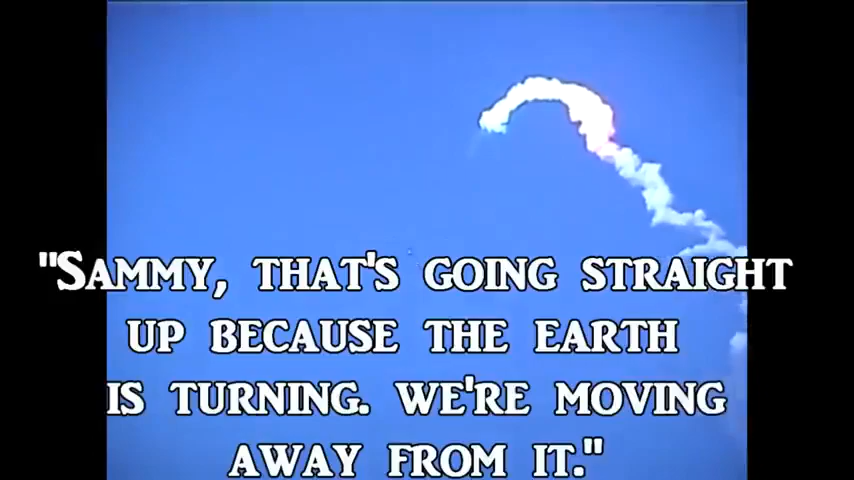 "Sammy, that's going straight
up because the Earth
is turning. We're moving
away from it."